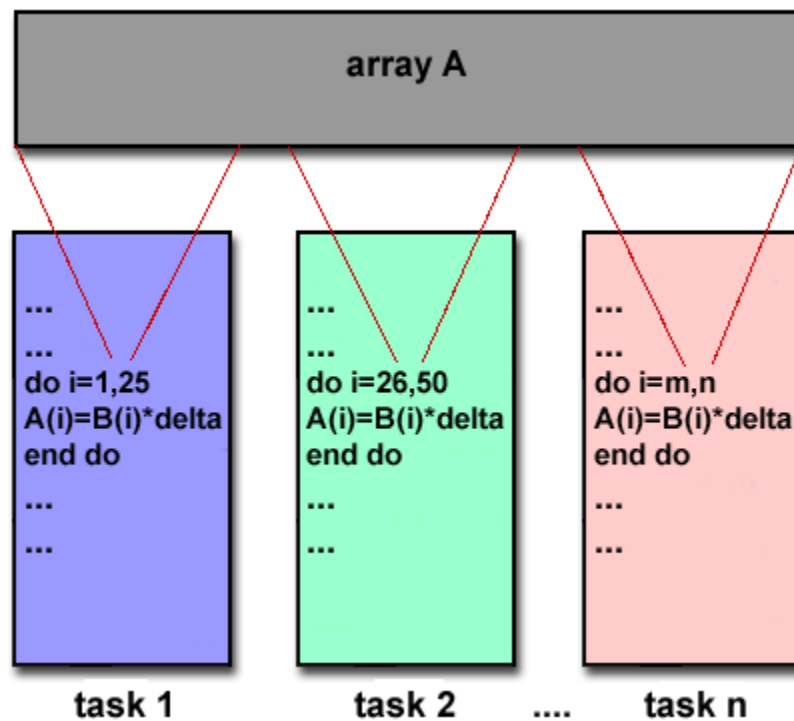 array A
...
...
do i=1,25
A(i)=B(i)*delta
end do
...
...
...
...
do i=26,50
A(i)=B(i)*delta
end do
...
...
...
...
do i=m,n
A(i)=B(i)*delta
end do
...
...
task 1 task 2 .... task n